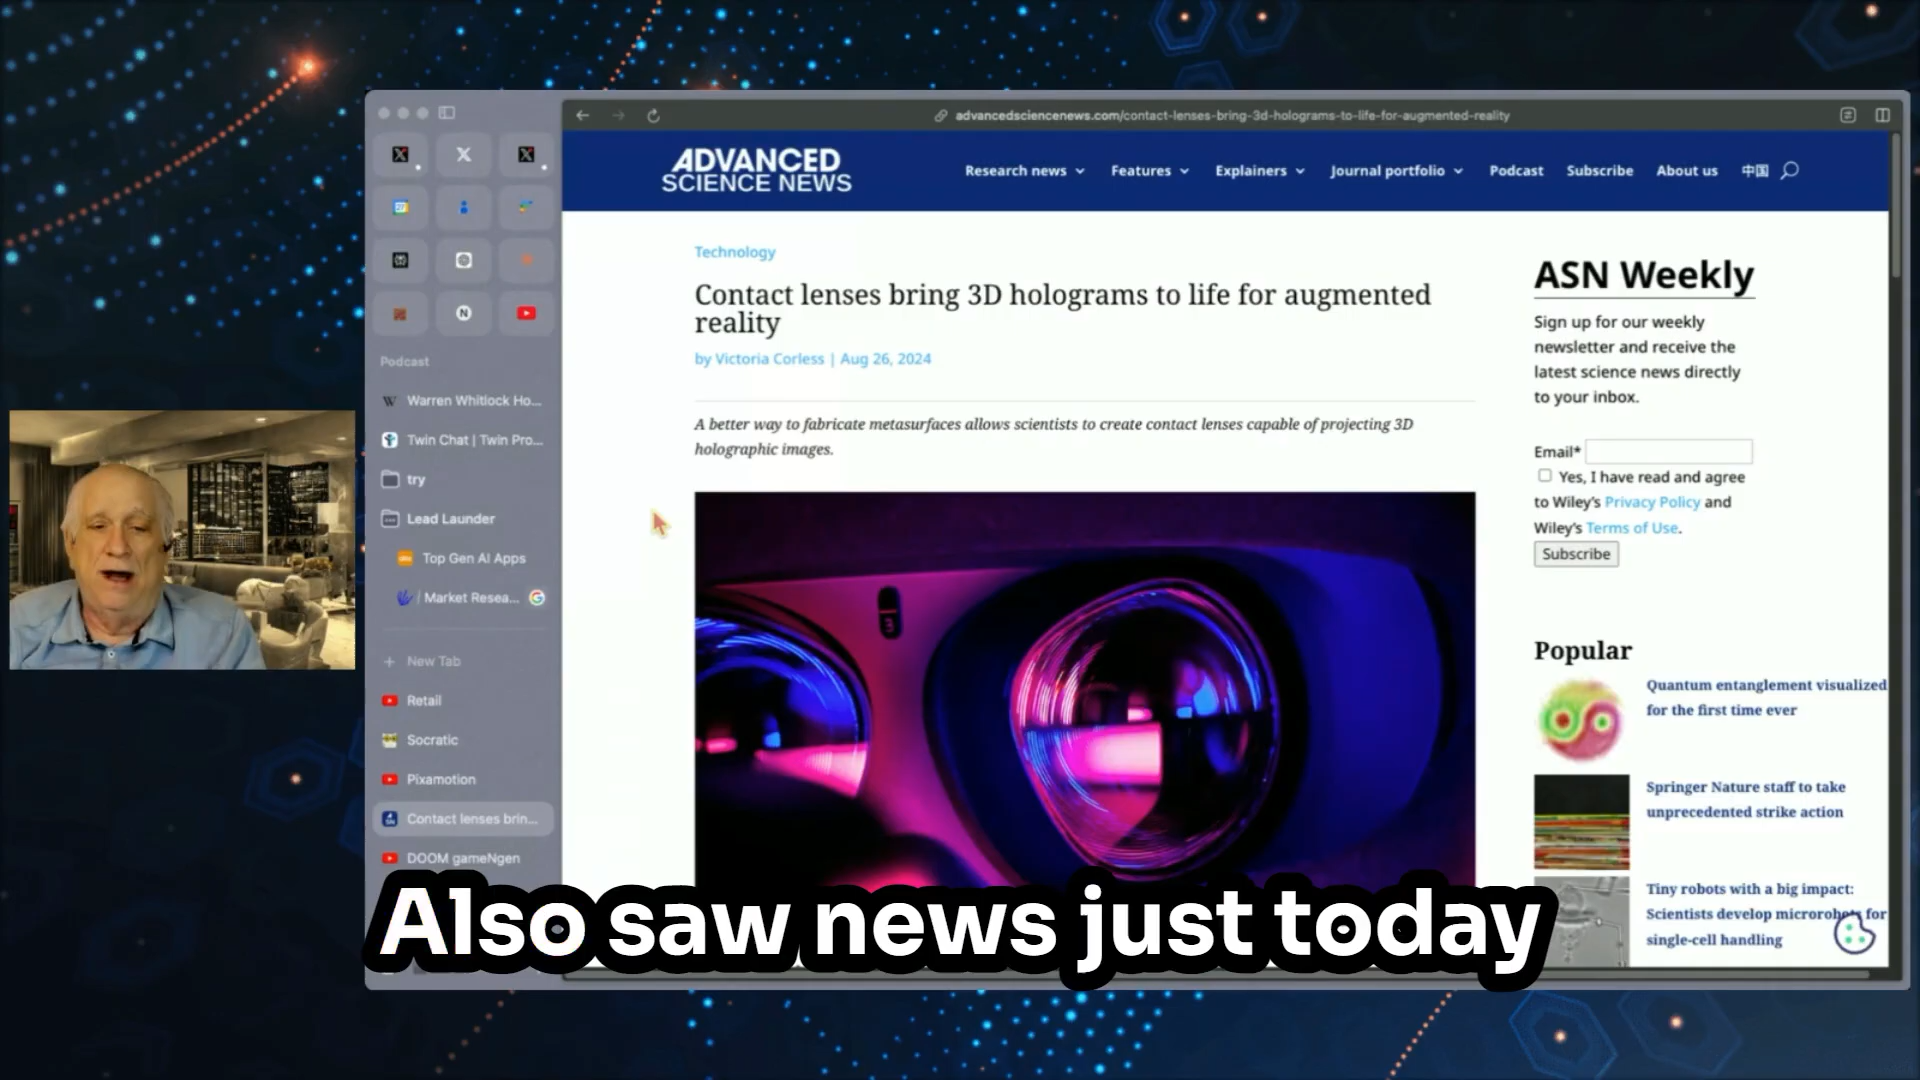 advancedsciencenews.com/contact-lenses-bring-3d-holograms-to-life-for-augmented-reality
ADVANCED
SCIENCE NEWS
Research news
Features
Explainers
Journal portfolio
Podcast
Subscribe
About us
中国
Podcast
Warren Whitlock Ho...
Twin Chat | Twin Pro...
try
Lead Launder
Top Gen AI Apps
/ Market Resea...
New Tab
Retail
Socratic
Pixamotion
Contact lenses brin...
DOOM gameNgen
Technology
Contact lenses bring 3D holograms to life for augmented
reality
by Victoria Corless | Aug 26, 2024
A better way to fabricate metasurfaces allows scientists to create contact lenses capable of projecting 3D
holographic images.
ASN Weekly
Sign up for our weekly
newsletter and receive the
latest science news directly
to your inbox.
Email*
Yes, I have read and agree
to Wiley's Privacy Policy and
Wiley's Terms of Use.
Subscribe
Popular
Quantum entanglement visualized
for the first time ever
Springer Nature staff to take
unprecedented strike action
Tiny robots with a big impact:
Scientists develop microrobots for
single-cell handling
Also saw news just today